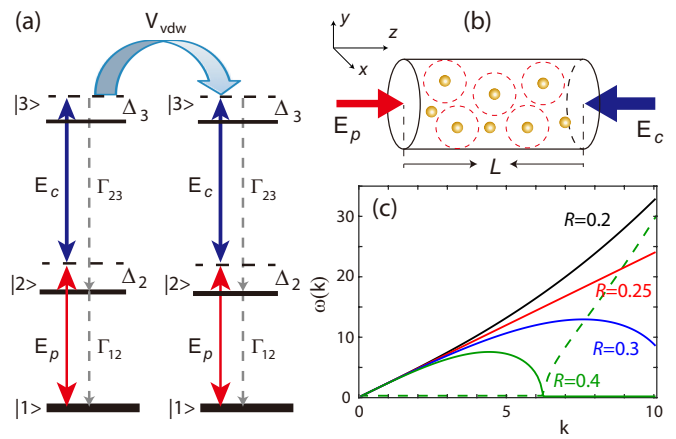 (a)
V_vdw
|3>
Δ_3
|3>
Δ_3
E_c
Γ_23
E_c
Γ_23
|2>
Δ_2
|2>
Δ_2
E_p
Γ_12
E_p
Γ_12
|1>
|1>
(b)
y
z
x
E_p
E_c
L
(c)
ω(k)
30
20
10
0
R=0.2
R=0.25
R=0.3
R=0.4
0
5
10
k